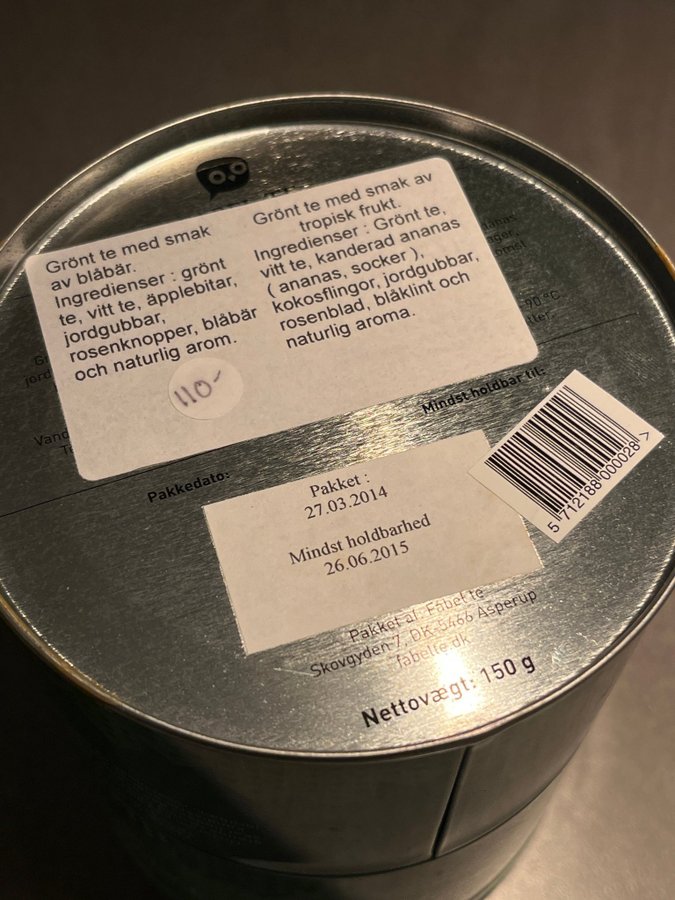 Grönt te med smak
av blåbär.
Ingredienser : grönt
te, vitt te, äpplebitar,
jordgubbar,
rosenknopper, blåbär
och naturlig arom.
Grönt te med smak av
tropisk frukt.
Ingredienser : Grönt te,
vitt te, kanderad ananas
( ananas, socker ),
kokosflingor, jordgubbar,
rosenblad, blåklint och
naturlig aroma.
110-
Mindst holdbar til:
Pakkedato:
Pakket :
27.03.2014
Mindst holdbarhed
26.06.2015
5 712188 000028 >
Pakket af: Fabel te
Skovgyden 7, DK-5466 Asperup
fabelte.dk
Nettovægt: 150 g